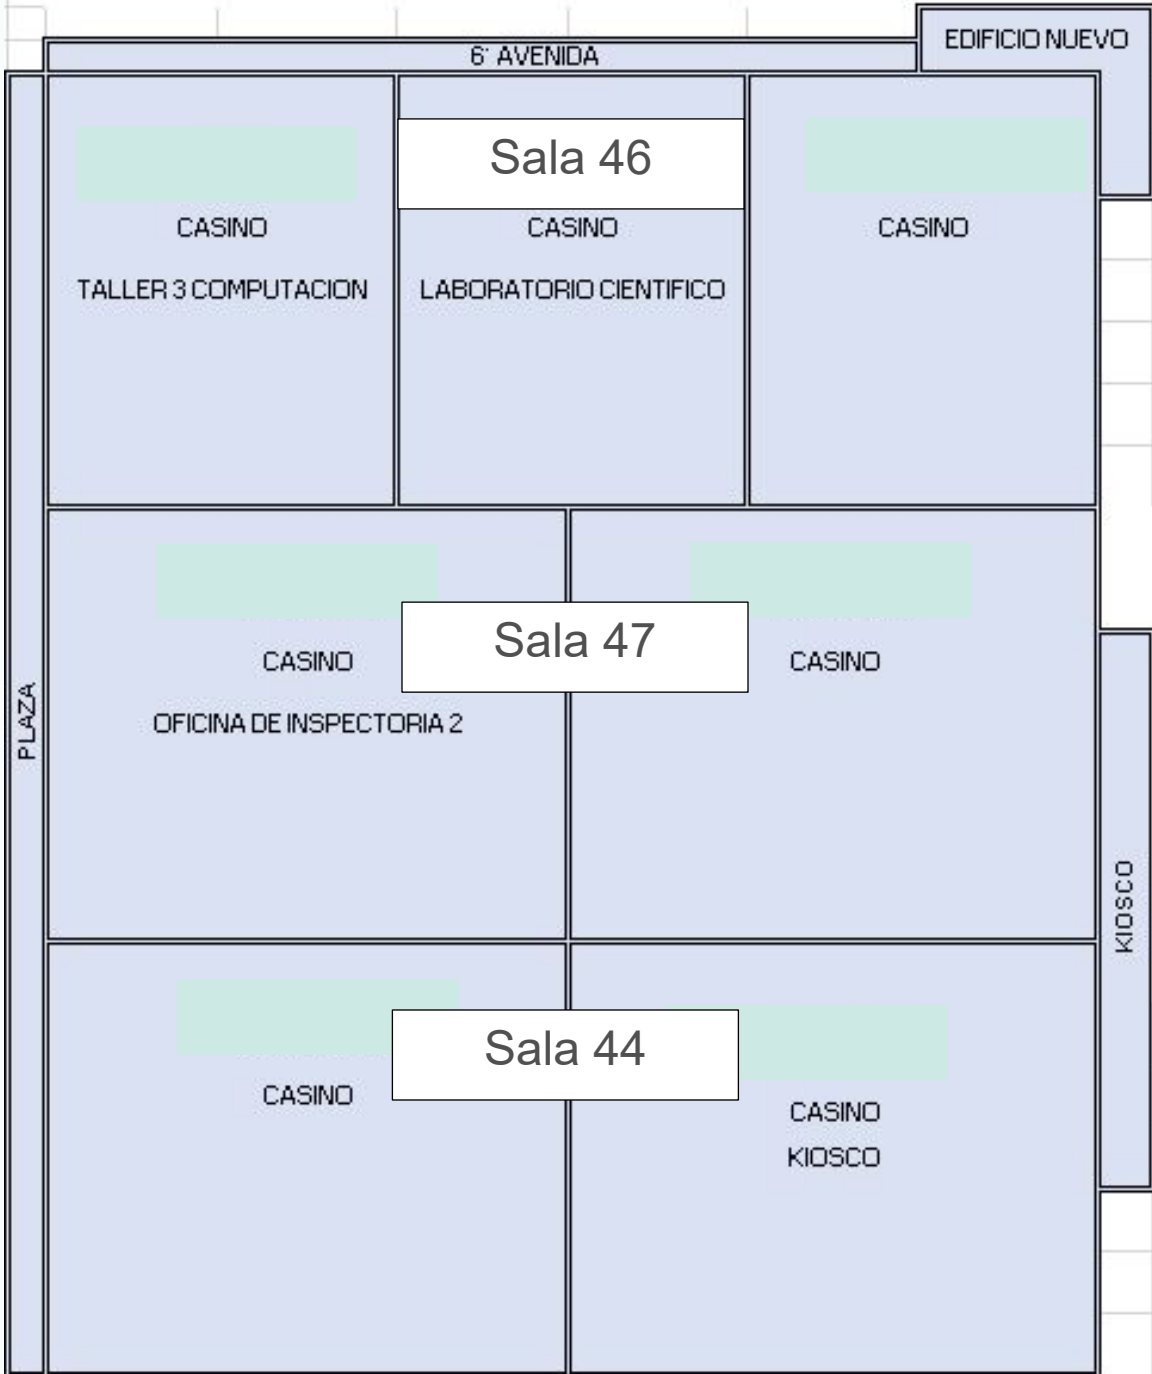 EDIFICIO NUEVO
6° AVENIDA
Sala 46
CASINO
CASINO
CASINO
TALLER 3 COMPUTACION
LABORATORIO CIENTIFICO
Sala 47
CASINO
CASINO
OFICINA DE INSPECTORIA 2
PLAZA
KIOSCO
Sala 44
CASINO
CASINO
KIOSCO